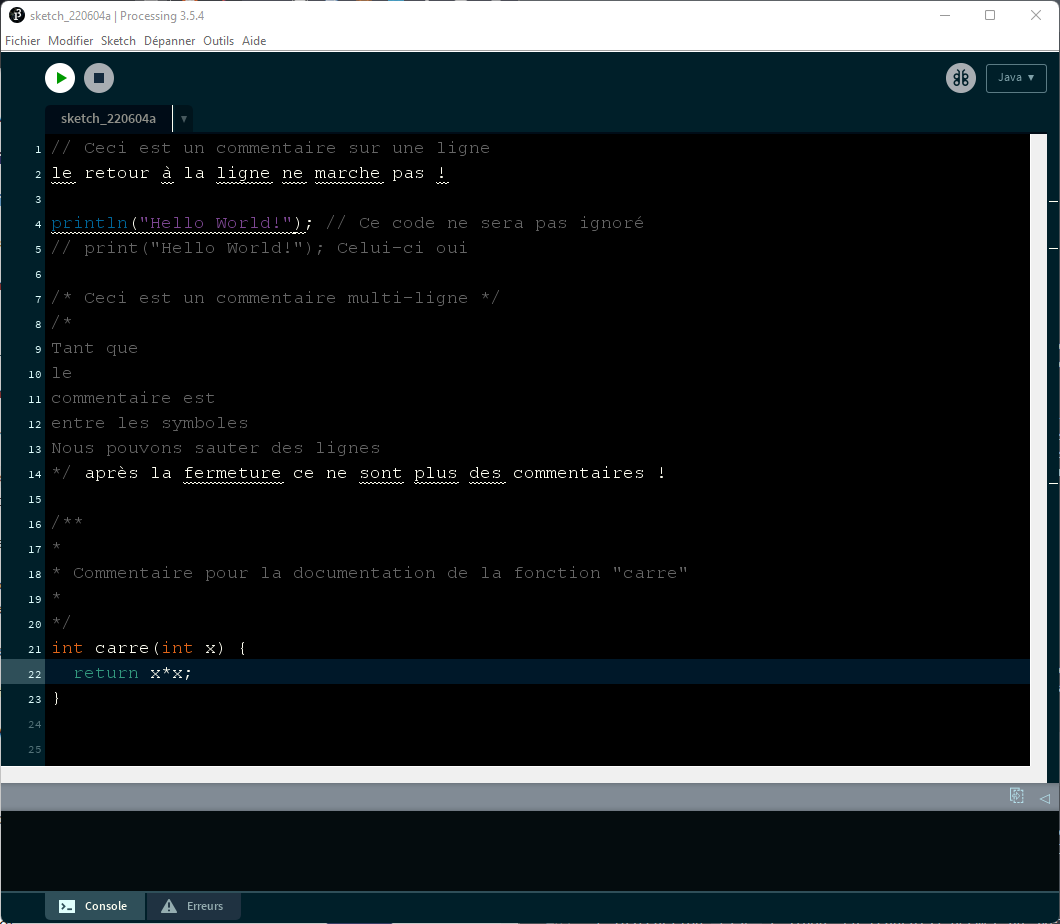 sketch_220604a | Processing 3.5.4
Fichier Modifier Sketch Dépanner Outils Aide
Java ▼
sketch_220604a ▼
1 // Ceci est un commentaire sur une ligne
2 le retour à la ligne ne marche pas !
3
4 println("Hello World!"); // Ce code ne sera pas ignoré
5 // print("Hello World!"); Celui-ci oui
6
7 /* Ceci est un commentaire multi-ligne */
8 /*
9 Tant que
10 le
11 commentaire est
12 entre les symboles
13 Nous pouvons sauter des lignes
14 */ après la fermeture ce ne sont plus des commentaires !
15
16 /**
17 *
18 * Commentaire pour la documentation de la fonction "carre"
19 *
20 */
21 int carre(int x) {
22 return x*x;
23 }
24
25
Console Erreurs